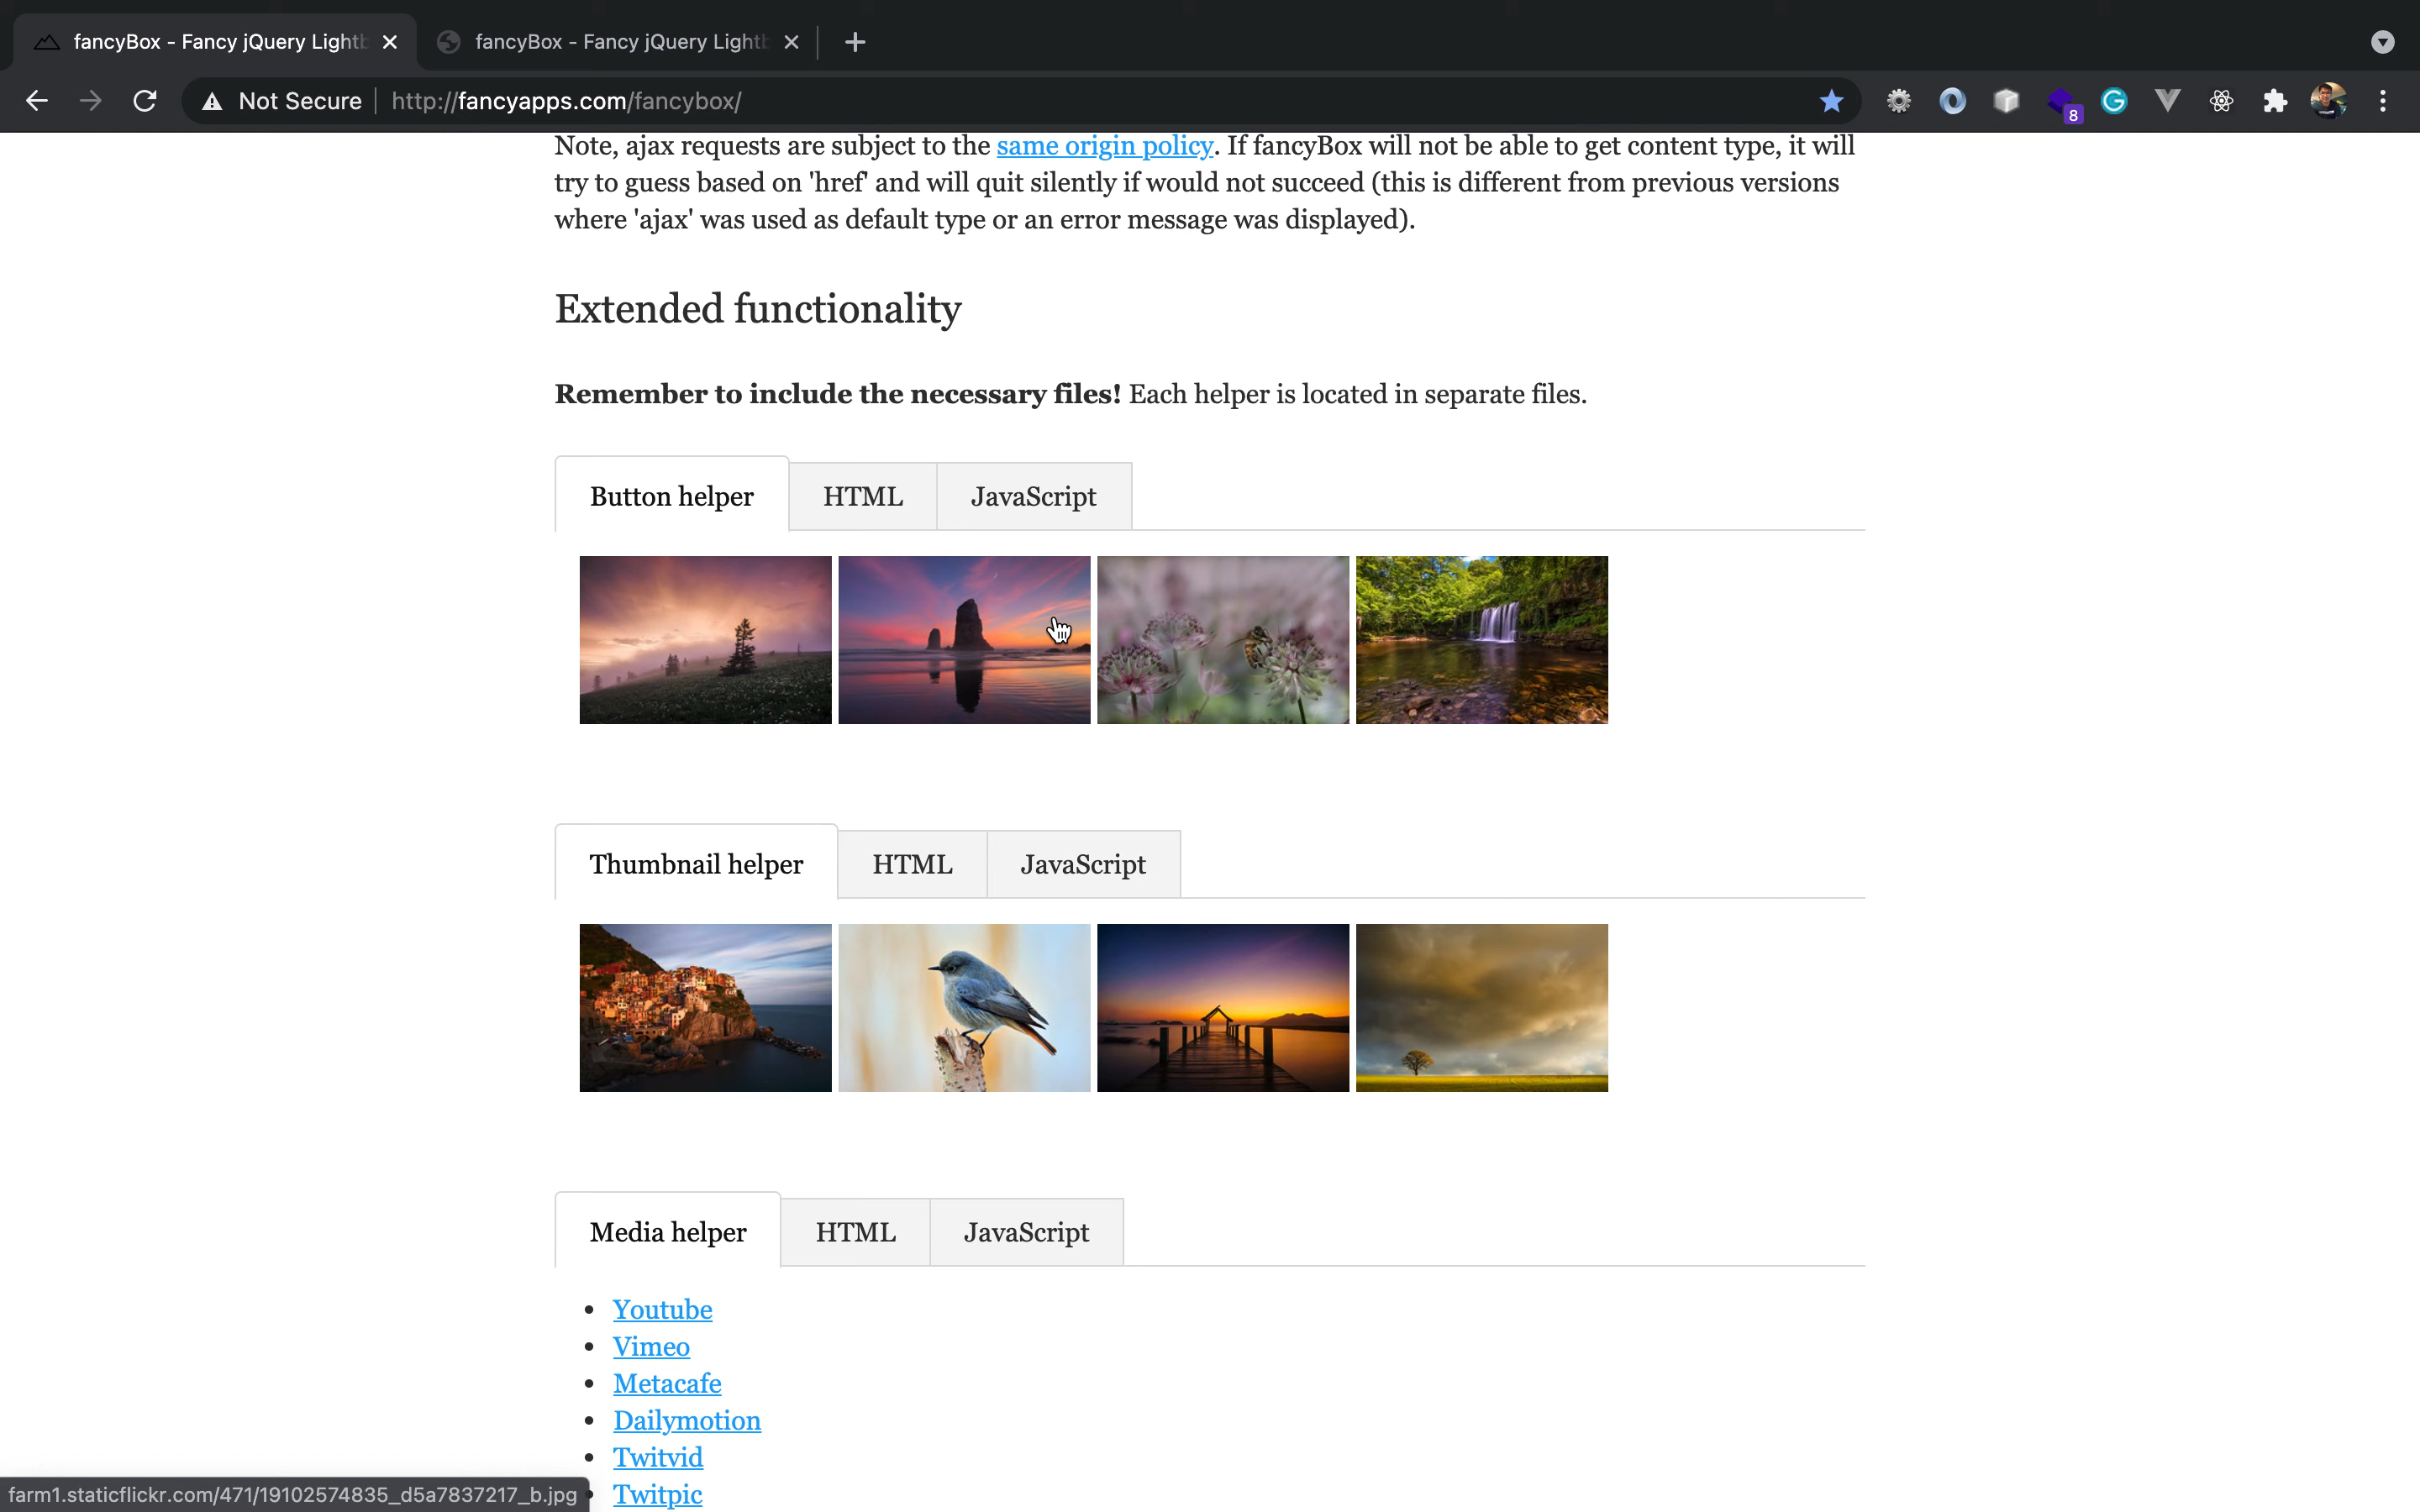 fancyBox - Fancy jQuery Lightb
fancyBox - Fancy jQuery Lightb
Not Secure
http://fancyapps.com/fancybox/
8
Note, ajax requests are subject to the same origin policy. If fancyBox will not be able to get content type, it will
try to guess based on 'href' and will quit silently if would not succeed (this is different from previous versions
where 'ajax' was used as default type or an error message was displayed).
Extended functionality
Remember to include the necessary files! Each helper is located in separate files.
Button helper HTML JavaScript
Thumbnail helper HTML JavaScript
Media helper HTML JavaScript
• Youtube
• Vimeo
• Metacafe
• Dailymotion
• Twitvid
• Twitpic
farm1.staticflickr.com/471/19102574835_d5a7837217_b.jpg